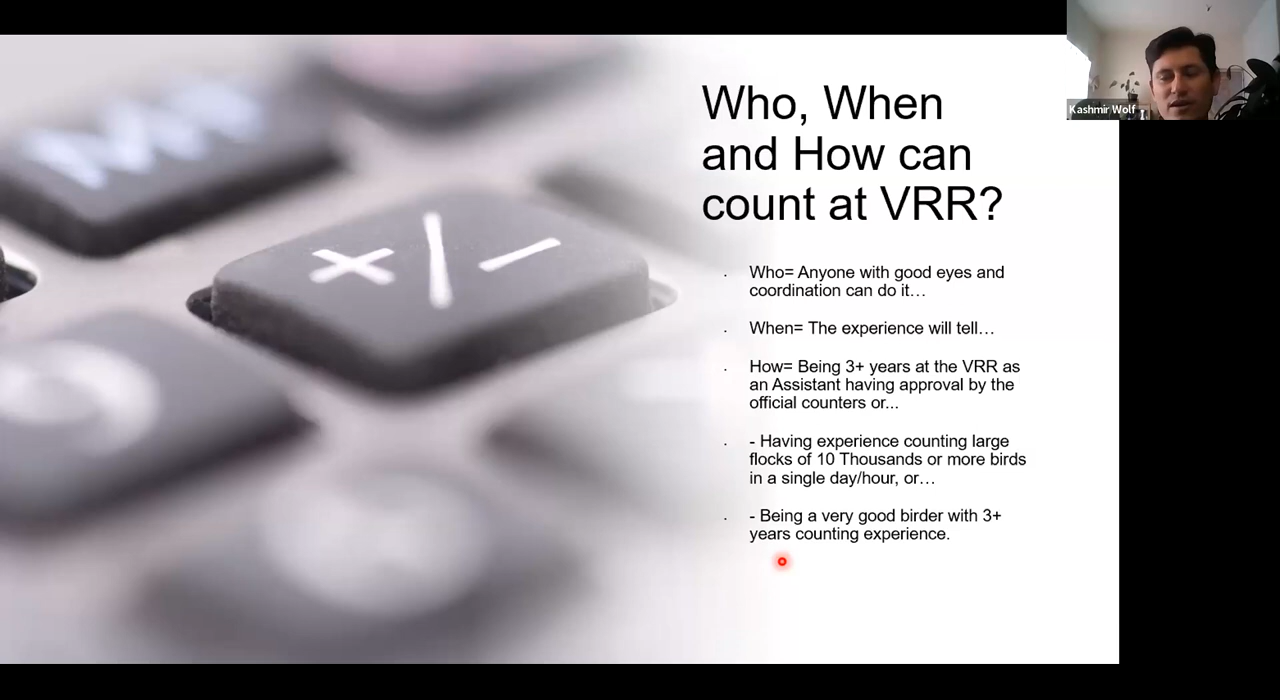 Who, When
and How can
count at VRR?
Kashmir Wolf
+/-
· Who= Anyone with good eyes and
coordination can do it…
· When= The experience will tell…
· How= Being 3+ years at the VRR as
an Assistant having approval by the
official counters or...
· - Having experience counting large
flocks of 10 Thousands or more birds
in a single day/hour, or…
· - Being a very good birder with 3+
years counting experience.